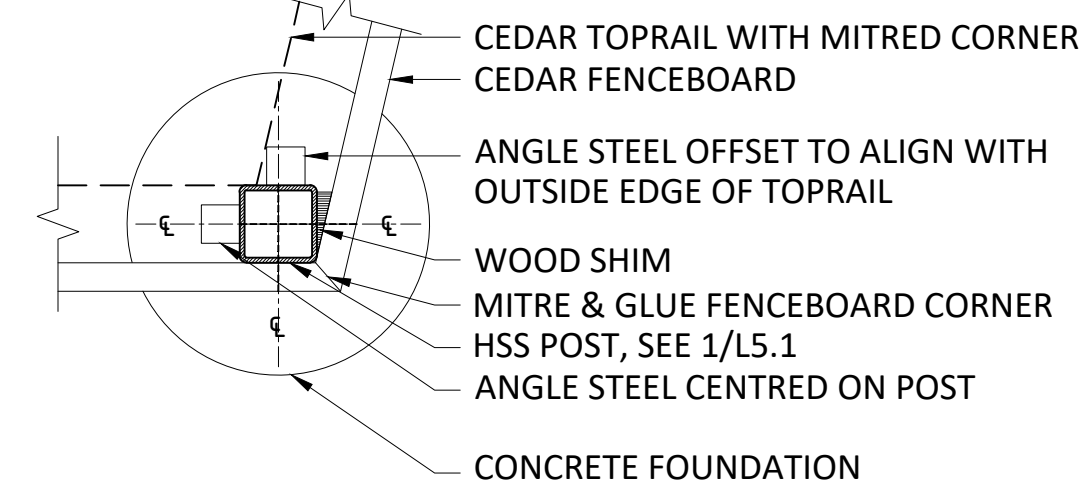 CEDAR TOPRAIL WITH MITRED CORNER
CEDAR FENCEBOARD
ANGLE STEEL OFFSET TO ALIGN WITH
OUTSIDE EDGE OF TOPRAIL
℄ ℄
WOOD SHIM
MITRE & GLUE FENCEBOARD CORNER
℄
HSS POST, SEE 1/L5.1
ANGLE STEEL CENTRED ON POST
CONCRETE FOUNDATION